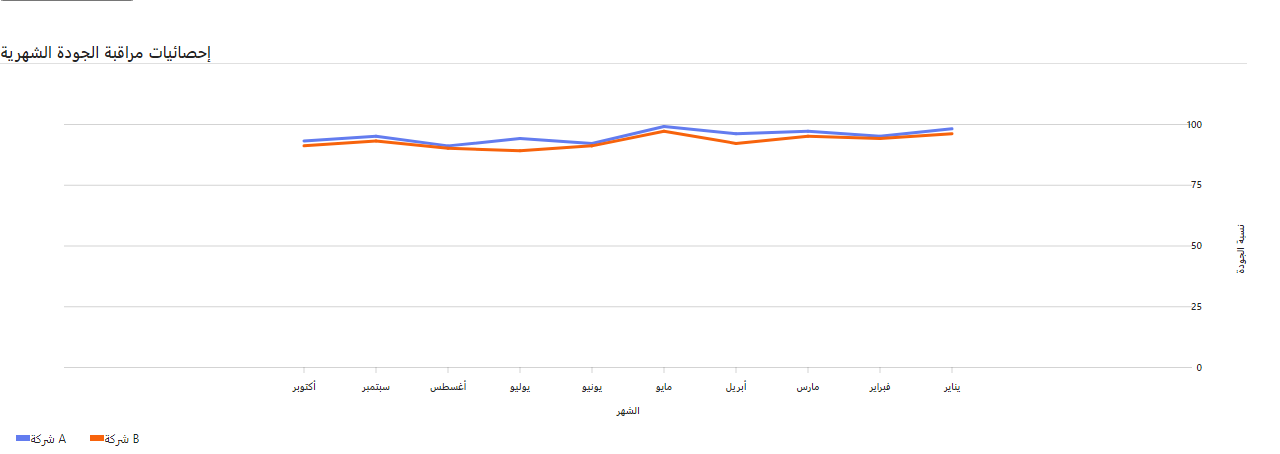 إحصائيات مراقبة الجودة الشهرية
100
75
50
25
0
نسبة الجودة
يناير فبراير مارس أبريل مايو يونيو يوليو أغسطس سبتمبر أكتوبر
الشهر
شركة A شركة B